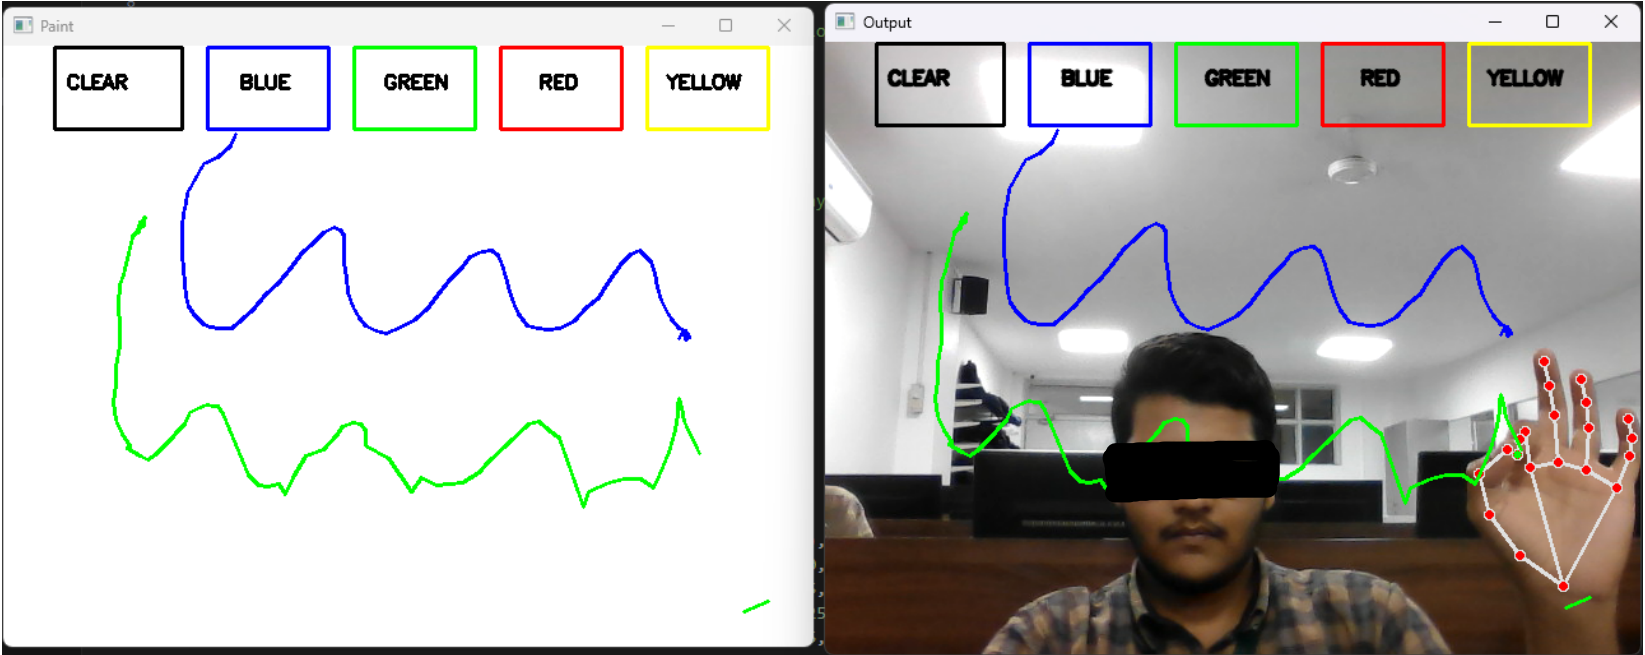 Paint
CLEAR BLUE GREEN RED YELLOW
Output
CLEAR BLUE GREEN RED YELLOW